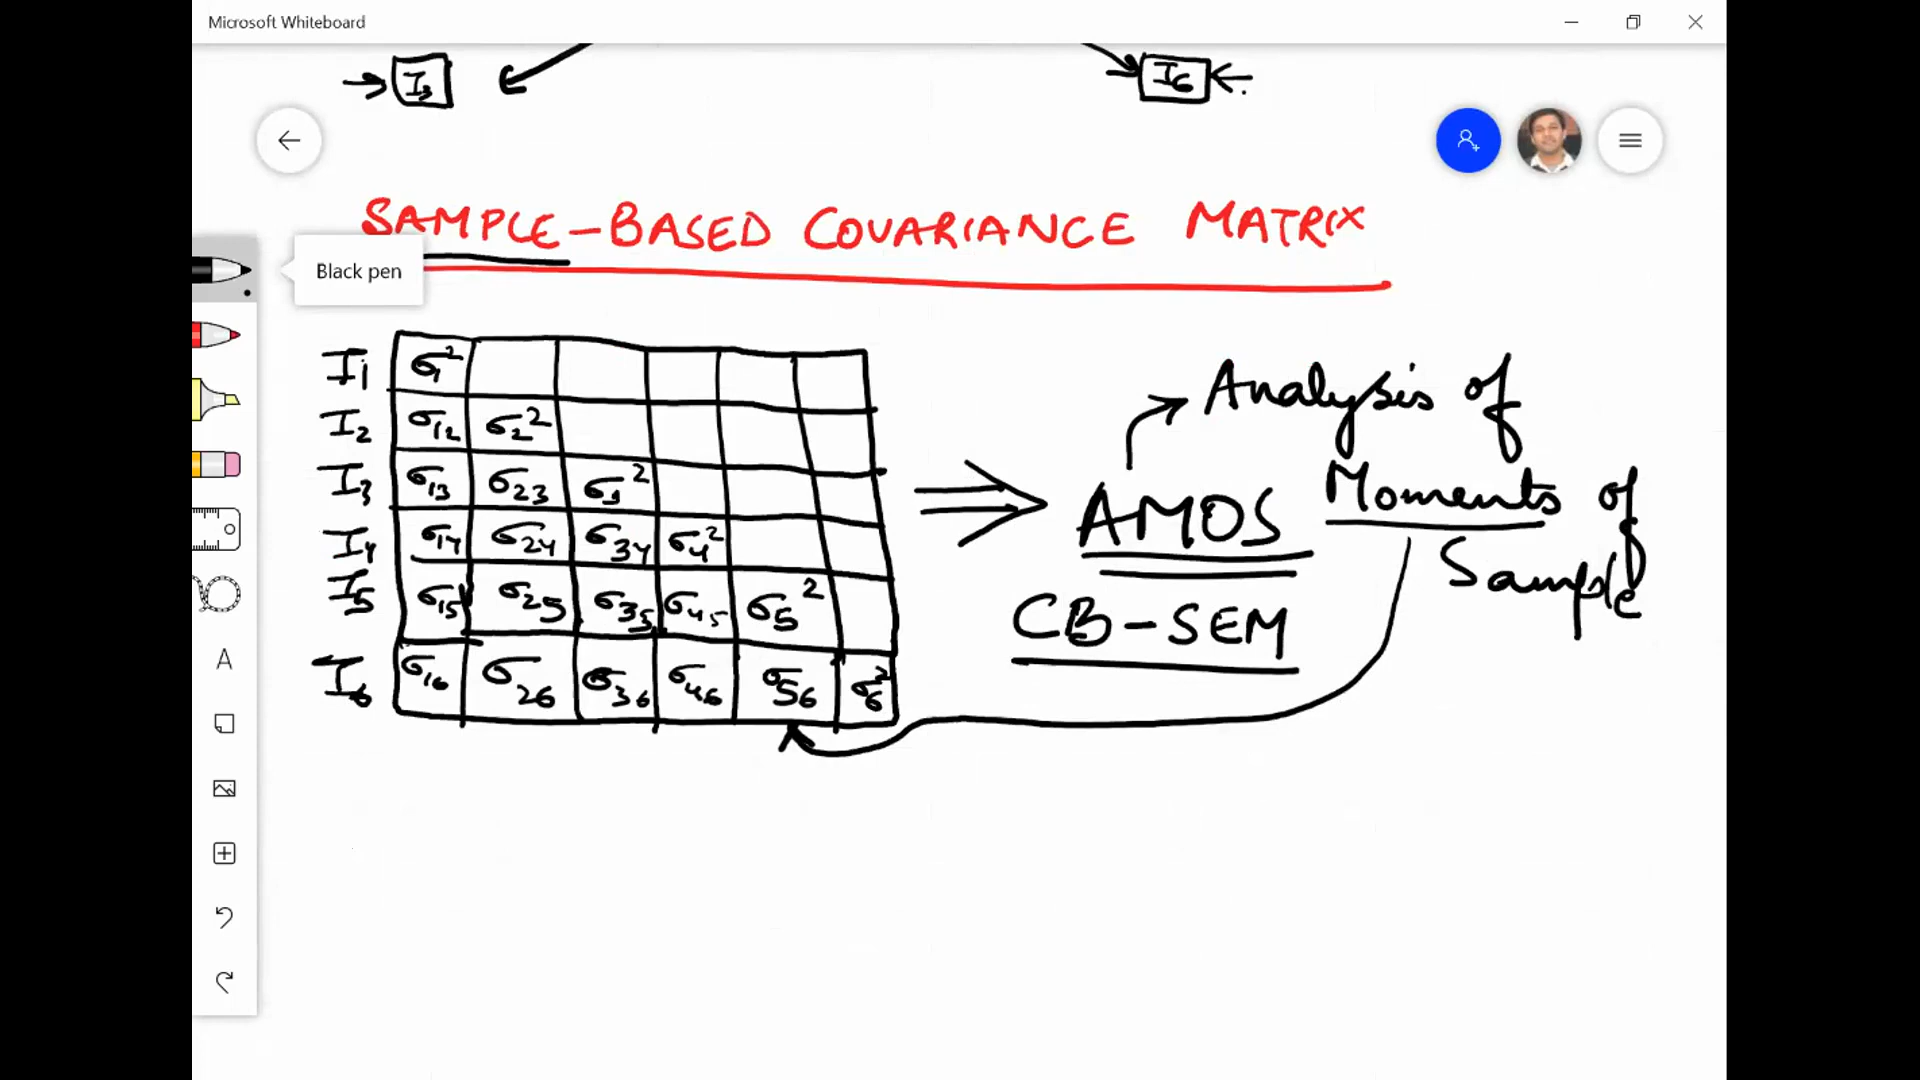 Microsoft Whiteboard
I3
I6
SAMPLE-BASED COVARIANCE MATRIX
Black pen
I1 σ1²
I2 σ12 σ2²
I3 σ13 σ23 σ3²
I4 σ14 σ24 σ34 σ4²
I5 σ15 σ25 σ35 σ45 σ5²
I6 σ16 σ26 σ36 σ46 σ56 σ6²
Analysis of
AMOS Moments of
Sample
CB-SEM
A